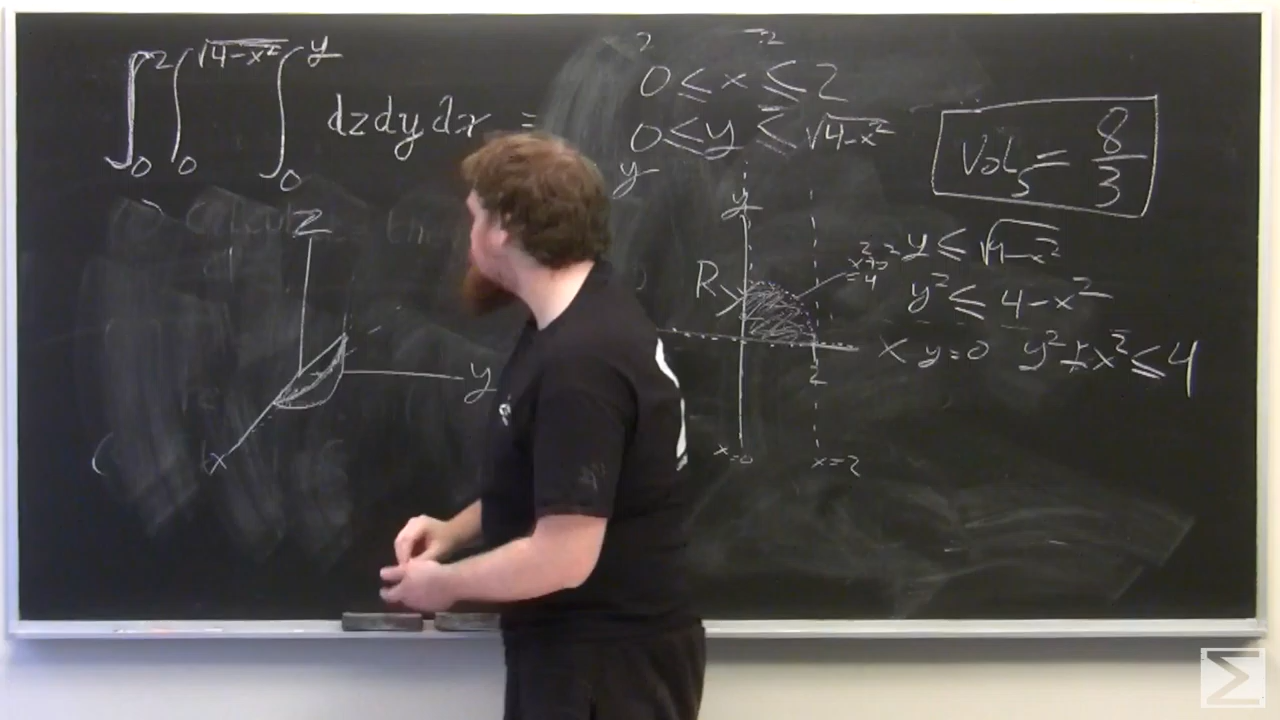 ∫₀² ∫₀^√(4-x²) ∫₀^y dz dy dx =
0 ≤ x ≤ 2
0 ≤ y ≤ √(4-x²)
Vol_S = 8/3
y
y
z
y
x
R
x²+y²
=4
y ≤ √(4-x²)
y² ≤ 4-x²
x y=0 y²+x² ≤ 4
2
x=0 x=2
Σ